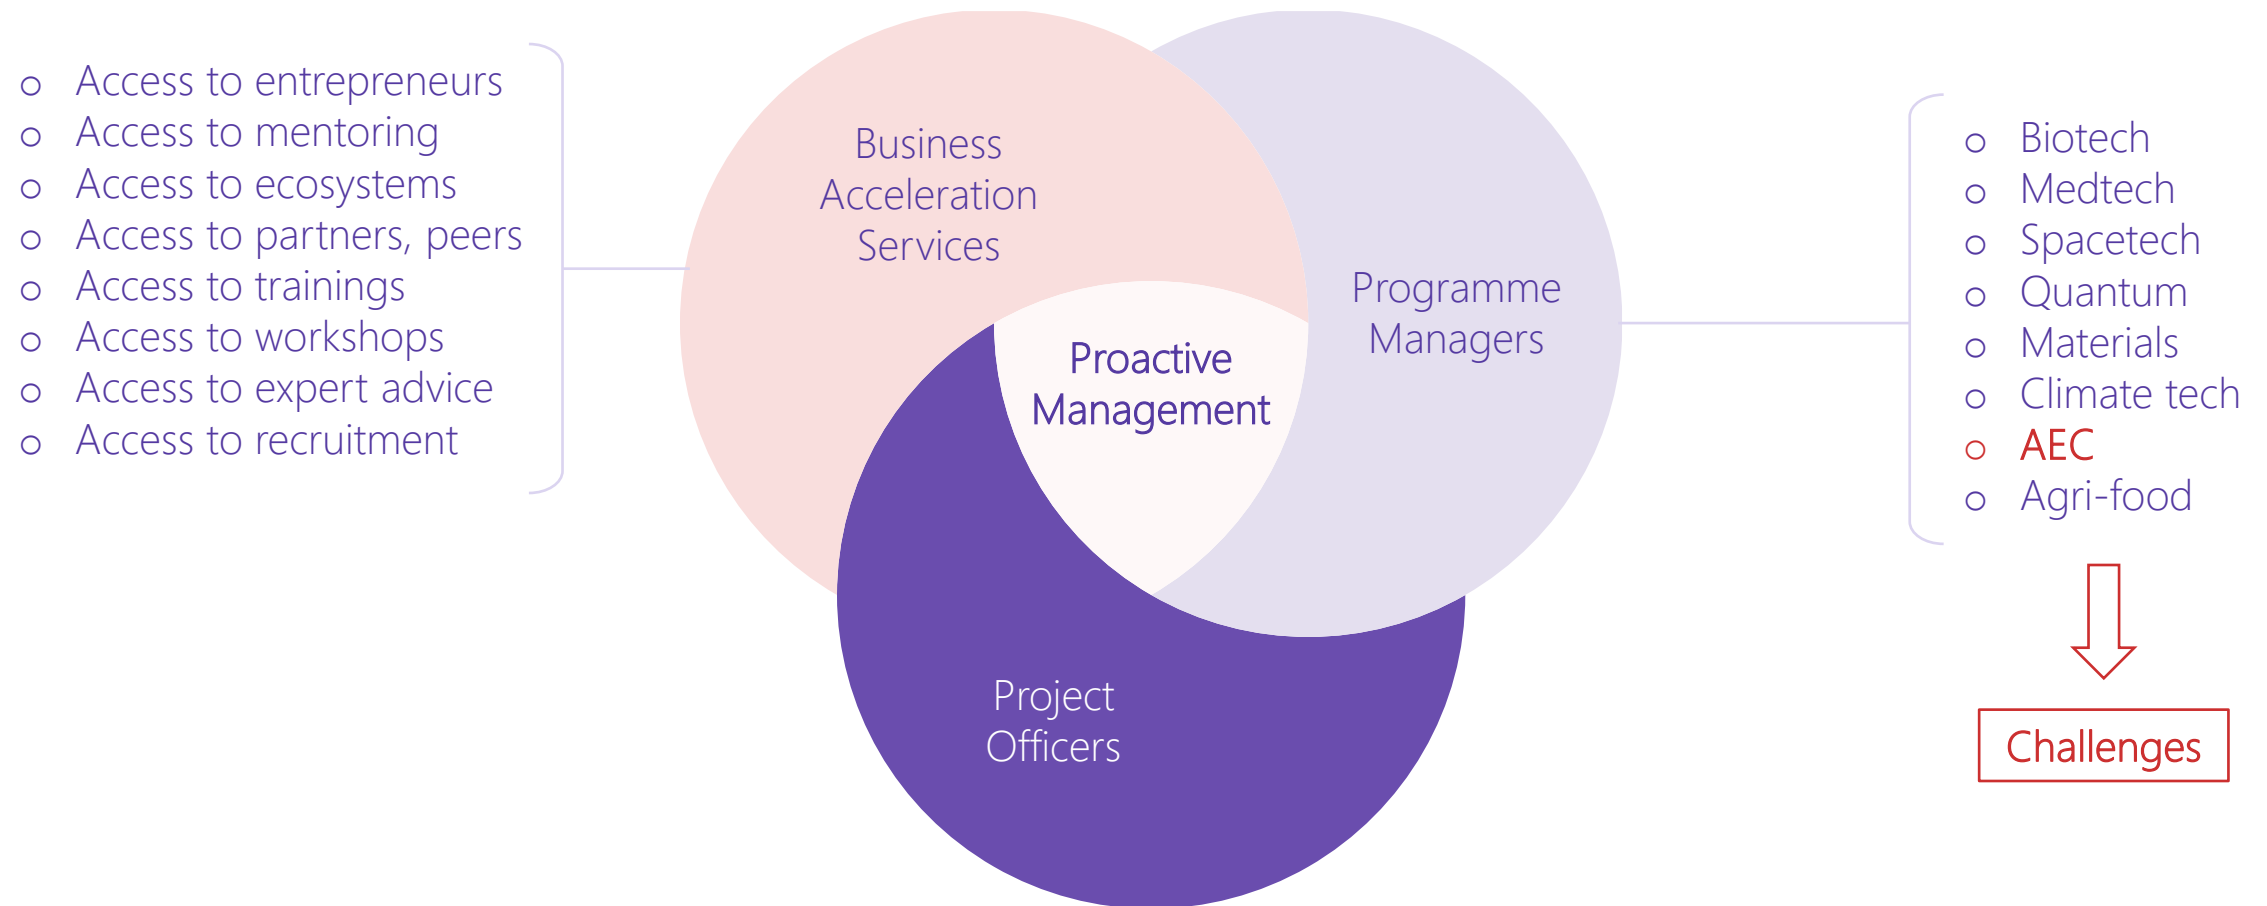 o Access to entrepreneurs
o Access to mentoring
o Access to ecosystems
o Access to partners, peers
o Access to trainings
o Access to workshops
o Access to expert advice
o Access to recruitment
Business
Acceleration
Services
Programme
Managers
Proactive
Management
Project
Officers
o Biotech
o Medtech
o Spacetech
o Quantum
o Materials
o Climate tech
o AEC
o Agri-food
Challenges